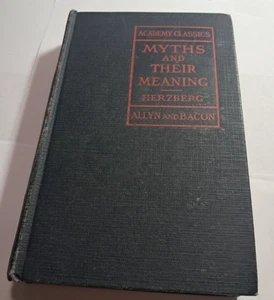 ACADEMY CLASSICS
MYTHS
AND
THEIR
MEANING
HERZBERG
ALLYN AND BACON